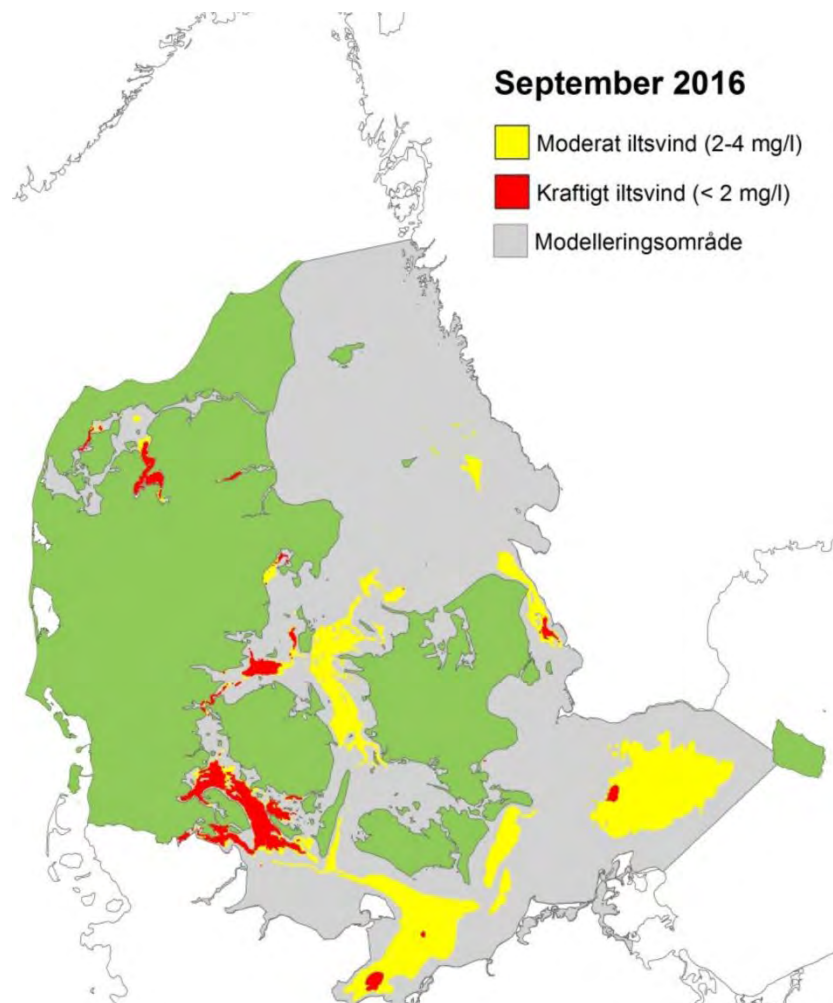 September 2016
Moderat iltsvind (2-4 mg/l)
Kraftigt iltsvind (< 2 mg/l)
Modelleringsområde